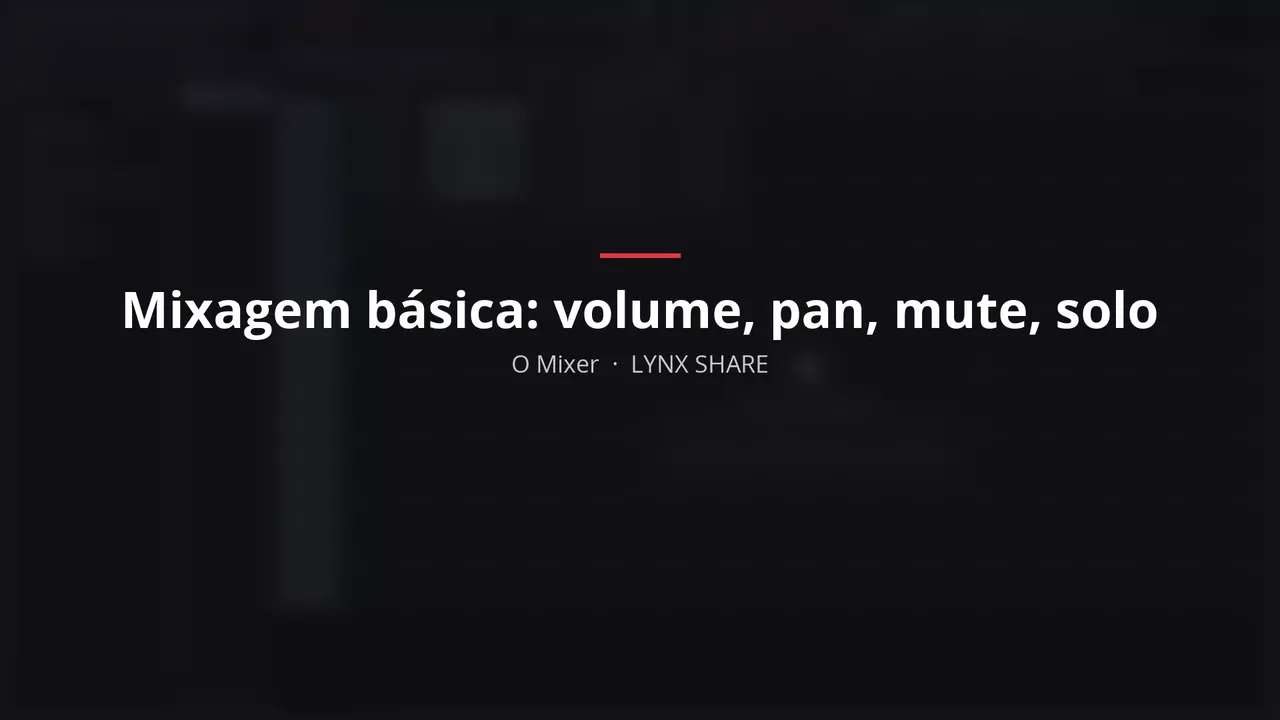 Mixagem básica: volume, pan, mute, solo
O Mixer · LYNX SHARE